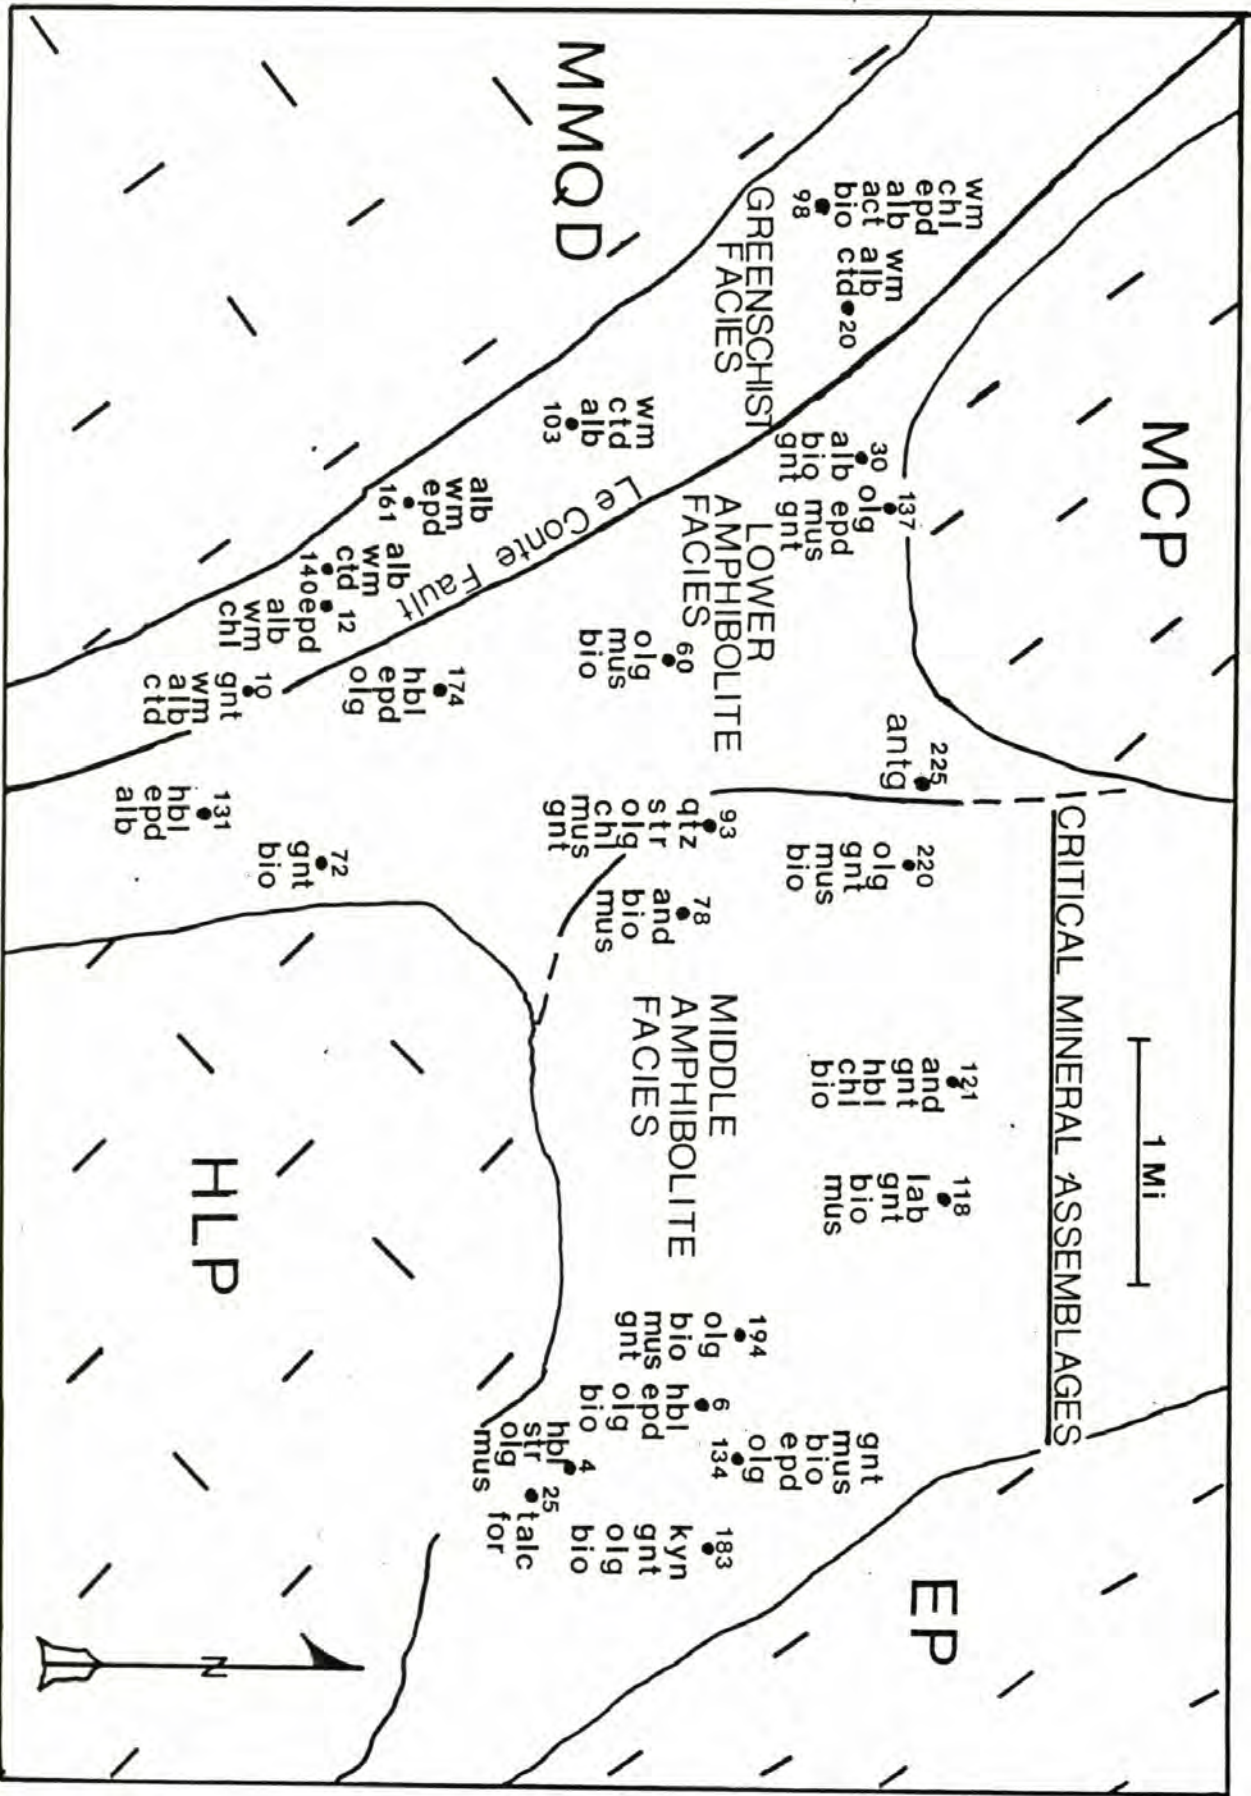 CRITICAL MINERAL ASSEMBLAGES
1 Mi
MCP
EP
MMQD
HLP
N
GREENSCHIST
FACIES
LOWER
AMPHIBOLITE
FACIES
MIDDLE
AMPHIBOLITE
FACIES
Le Conte Fault
wm
chl
epd
alb
act
bio
98
wm
alb
ctd
20
wm
ctd
alb
103
alb
wm
epd
161
alb
wm
ctd
140
12
epd
alb
wm
chl
10
gnt
wm
alb
ctd
30
alb
bio
gnt
137
olg
epd
mus
gnt
60
olg
mus
bio
174
hbl
epd
olg
131
hbl
epd
alb
72
gnt
bio
225
antg
93
qtz
str
olg
chl
mus
gnt
78
and
bio
mus
220
olg
gnt
mus
bio
121
and
gnt
hbl
chl
bio
118
lab
gnt
bio
mus
194
olg
bio
mus
gnt
6
hbl
epd
olg
bio
gnt
mus
bio
epd
olg
134
4
hbl
str
olg
mus
25
talc
for
183
kyn
gnt
olg
bio